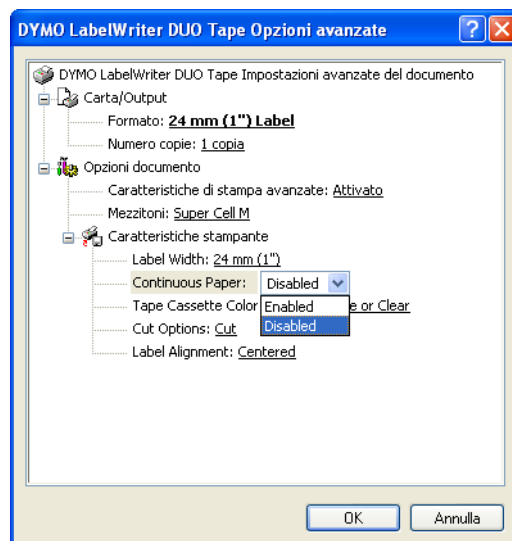 DYMO LabelWriter DUO Tape Opzioni avanzate
DYMO LabelWriter DUO Tape Impostazioni avanzate del documento
Carta/Output
Formato: 24 mm (1") Label
Numero copie: 1 copia
Opzioni documento
Caratteristiche di stampa avanzate: Attivato
Mezzitoni: Super Cell M
Caratteristiche stampante
Label Width: 24 mm (1")
Continuous Paper: Disabled
Tape Cassette Color Enabled e or Clear
Cut Options: Cut Disabled
Label Alignment: Centered
OK Annulla